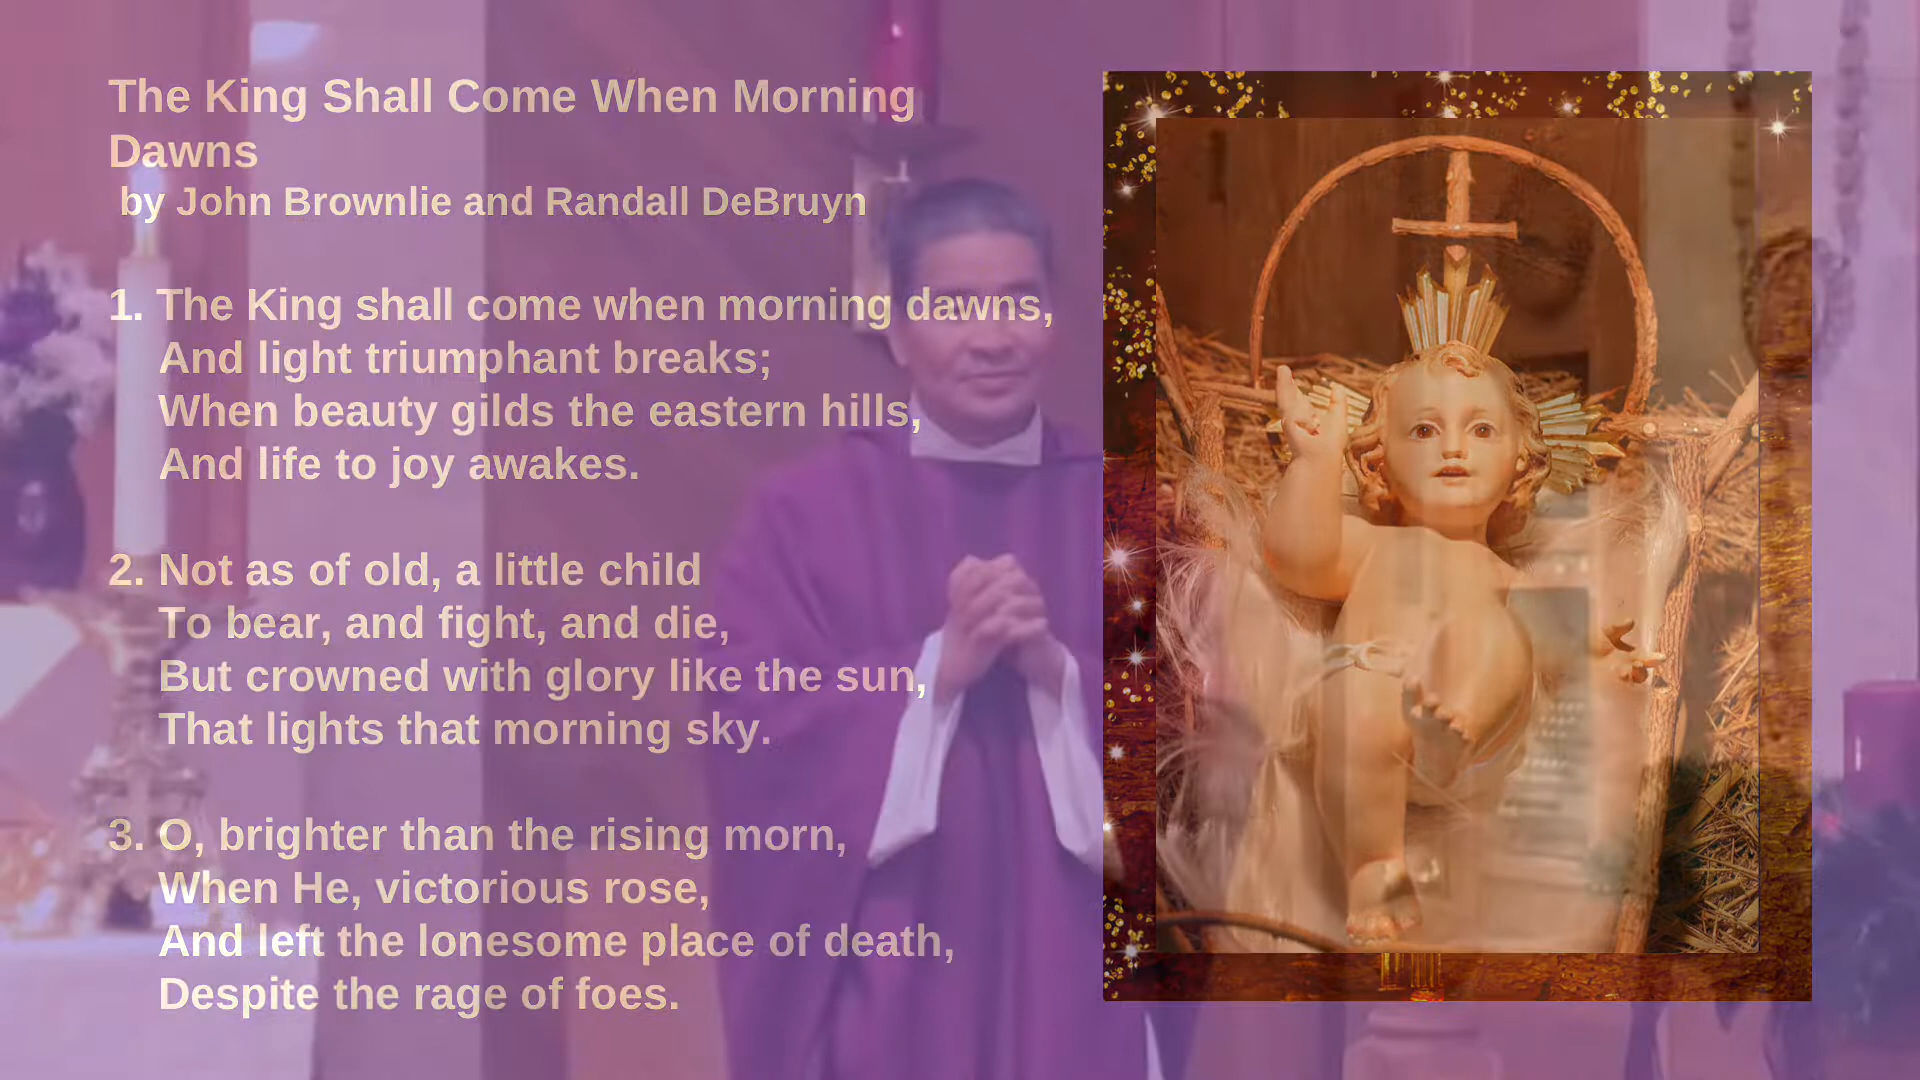 The King Shall Come When Morning
Dawns
by John Brownlie and Randall DeBruyn
1. The King shall come when morning dawns,
And light triumphant breaks;
When beauty gilds the eastern hills,
And life to joy awakes.
2. Not as of old, a little child
To bear, and fight, and die,
But crowned with glory like the sun,
That lights that morning sky.
3. O, brighter than the rising morn,
When He, victorious rose,
And left the lonesome place of death,
Despite the rage of foes.